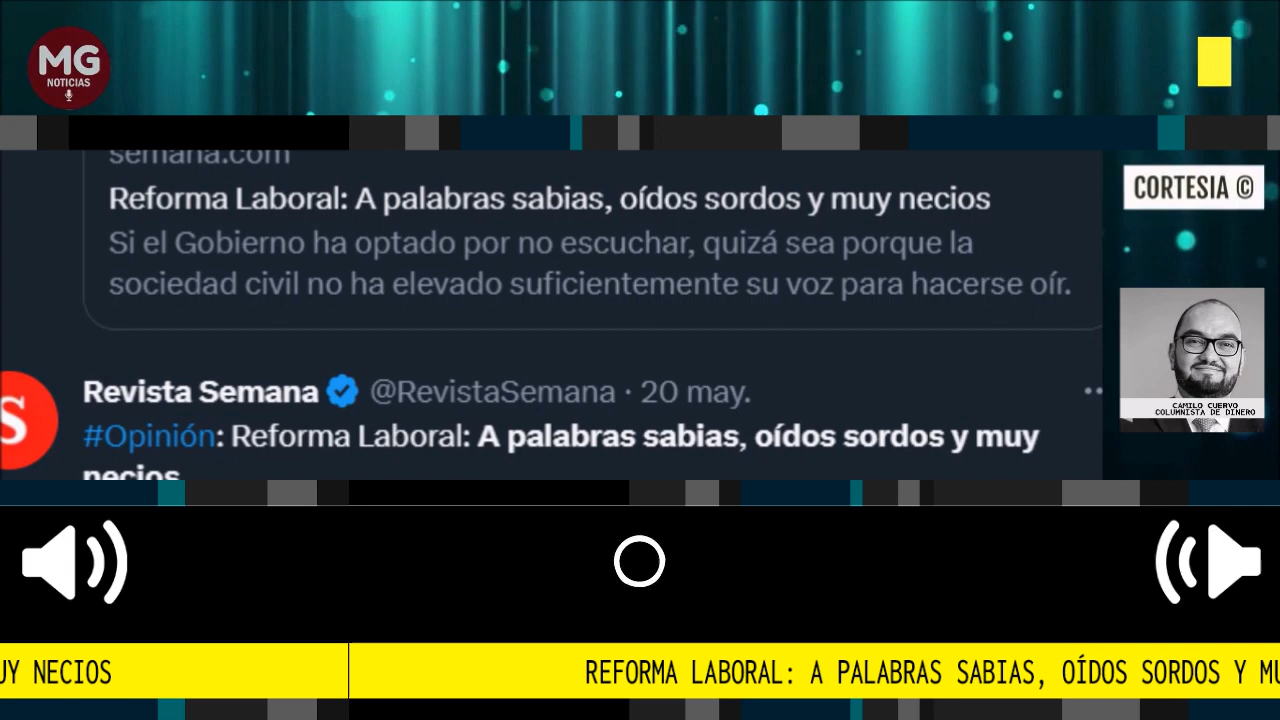 MG
NOTICIAS
semana.com
Reforma Laboral: A palabras sabias, oídos sordos y muy necios
Si el Gobierno ha optado por no escuchar, quizá sea porque la
sociedad civil no ha elevado suficientemente su voz para hacerse oír.
S
Revista Semana @RevistaSemana · 20 may.
#Opinión: Reforma Laboral: A palabras sabias, oídos sordos y muy
necios
CORTESIA ©
CAMILO CUERVO
COLUMNISTA DE DINERO
UY NECIOS
REFORMA LABORAL: A PALABRAS SABIAS, OÍDOS SORDOS Y MU